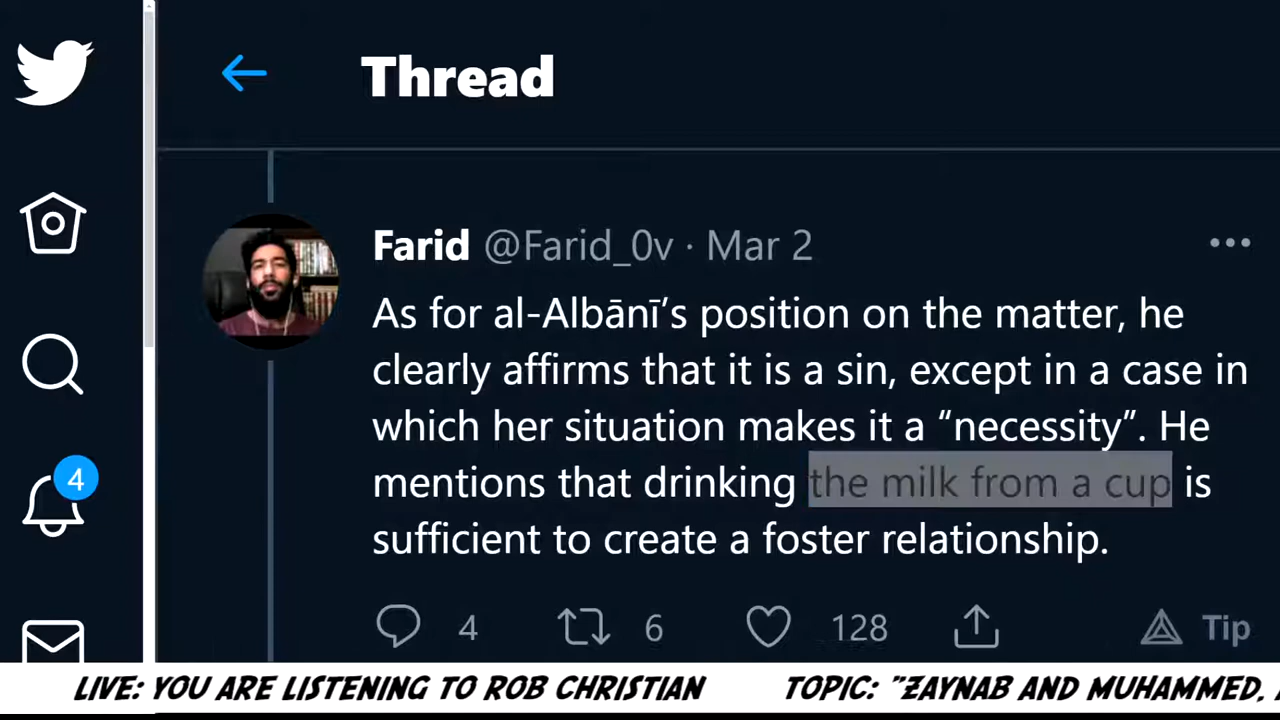 Thread
Farid @Farid_0v · Mar 2
As for al-Albānī’s position on the matter, he
clearly affirms that it is a sin, except in a case in
which her situation makes it a “necessity”. He
mentions that drinking the milk from a cup is
sufficient to create a foster relationship.
4
4 6 128 Tip
LIVE: YOU ARE LISTENING TO ROB CHRISTIAN TOPIC: "ZAYNAB AND MUHAMMED,